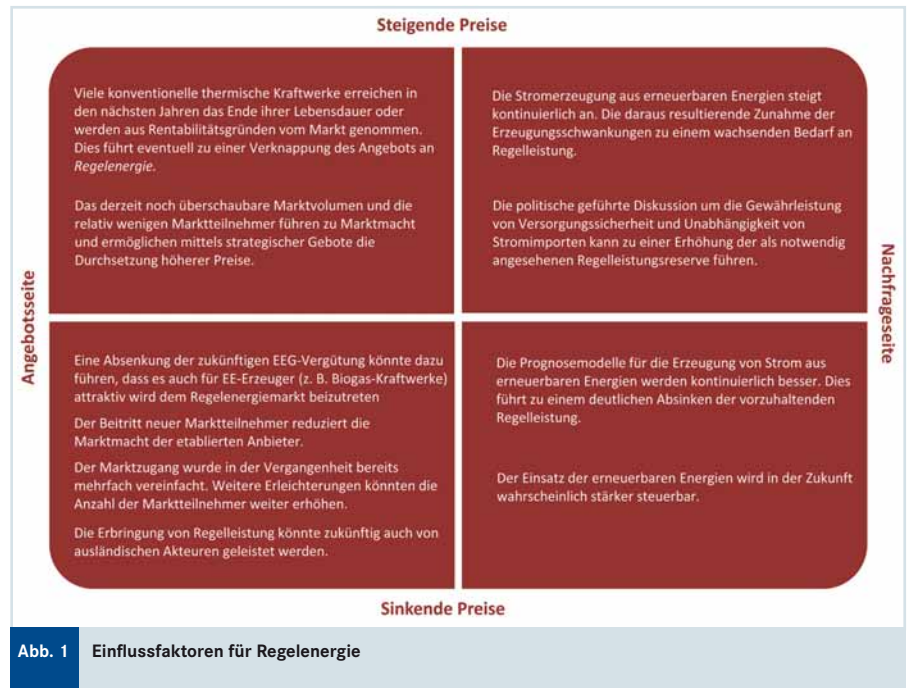 Steigende Preise
Angebotsseite
Viele konventionelle thermische Kraftwerke erreichen in
den nächsten Jahren das Ende ihrer Lebensdauer oder
werden aus Rentabilitätsgründen vom Markt genommen.
Dies führt eventuell zu einer Verknappung des Angebots an
Regelenergie.
Das derzeit noch überschaubare Marktvolumen und die
relativ wenigen Marktteilnehmer führen zu Marktmacht
und ermöglichen mittels strategischer Gebote die
Durchsetzung höherer Preise.
Die Stromerzeugung aus erneuerbaren Energien steigt
kontinuierlich an. Die daraus resultierende Zunahme der
Erzeugungsschwankungen zu einem wachsenden Bedarf an
Regelleistung.
Die politische geführte Diskussion um die Gewährleistung
von Versorgungssicherheit und Unabhängigkeit von
Stromimporten kann zu einer Erhöhung der als notwendig
angesehenen Regelleistungsreserve führen.
Nachfrageseite
Eine Absenkung der zukünftigen EEG-Vergütung könnte dazu
führen, dass es auch für EE-Erzeuger (z. B. Biogas-Kraftwerke)
attraktiv wird dem Regelenergiemarkt beizutreten
Der Beitritt neuer Marktteilnehmer reduziert die
Marktmacht der etablierten Anbieter.
Der Marktzugang wurde in der Vergangenheit bereits
mehrfach vereinfacht. Weitere Erleichterungen könnten die
Anzahl der Marktteilnehmer weiter erhöhen.
Die Erbringung von Regelleistung könnte zukünftig auch von
ausländischen Akteuren geleistet werden.
Die Prognosemodelle für die Erzeugung von Strom aus
erneuerbaren Energien werden kontinuierlich besser. Dies
führt zu einem deutlichen Absinken der vorzuhaltenden
Regelleistung.
Der Einsatz der erneuerbaren Energien wird in der Zukunft
wahrscheinlich stärker steuerbar.
Sinkende Preise
Abb. 1 Einflussfaktoren für Regelenergie